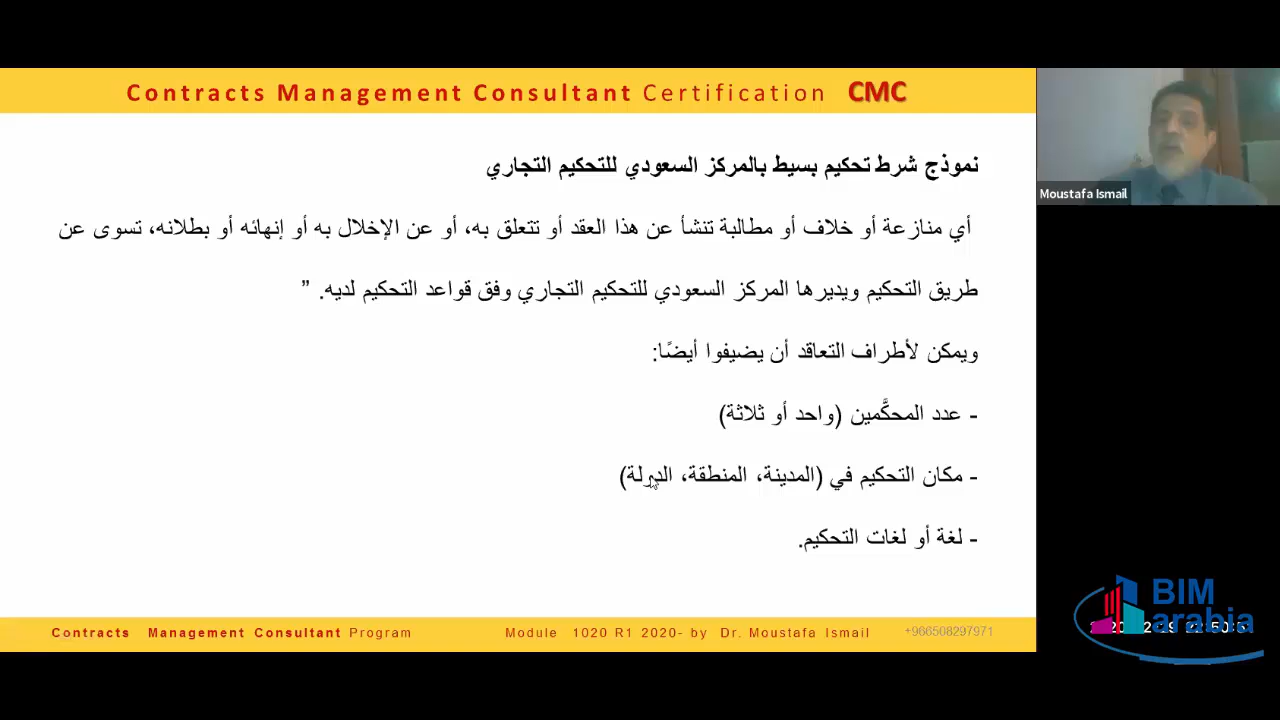 Contracts Management Consultant Certification CMC
نموذج شرط تحكيم بسيط بالمركز السعودي للتحكيم التجاري
أي منازعة أو خلاف أو مطالبة تنشأ عن هذا العقد أو تتعلق به، أو عن الإخلال به أو إنهائه أو بطلانه، تسوى عن
طريق التحكيم ويديرها المركز السعودي للتحكيم التجاري وفق قواعد التحكيم لديه. ”
ويمكن لأطراف التعاقد أن يضيفوا أيضًا:
- عدد المحكَّمين (واحد أو ثلاثة)
- مكان التحكيم في (المدينة، المنطقة، الدولة)
- لغة أو لغات التحكيم.
Contracts Management Consultant Program
Module 1020 R1 2020- by Dr. Moustafa Ismail
+966508297971
Moustafa Ismail
BIM
arabia